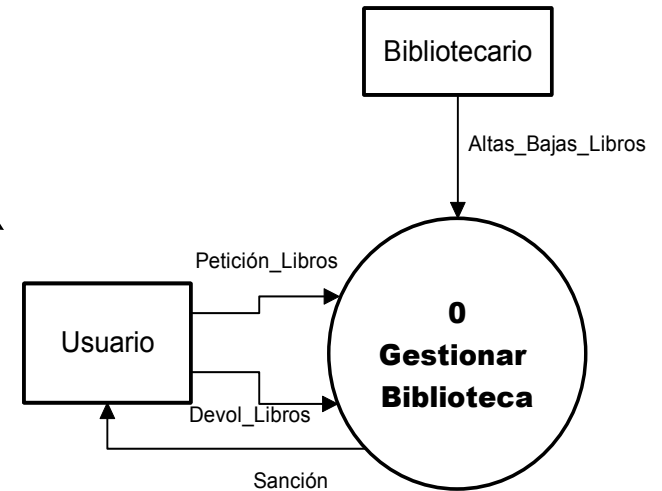 Bibliotecario
Altas_Bajas_Libros
Petición_Libros
Usuario
0
Gestionar
Biblioteca
Devol_Libros
Sanción